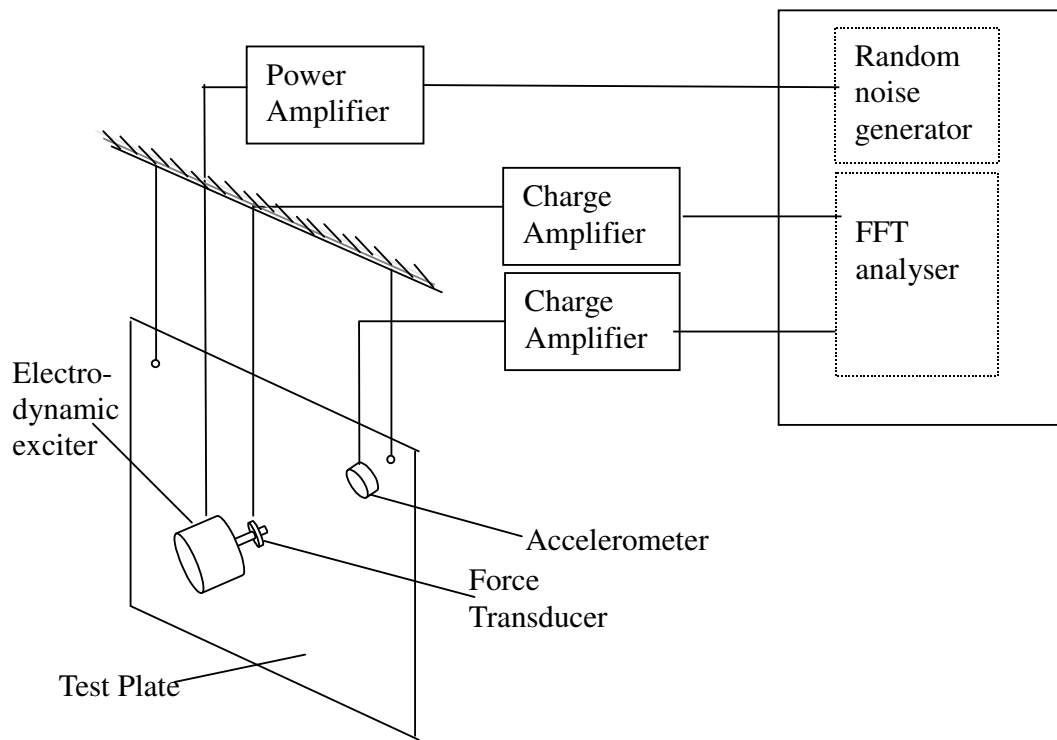 Power
Amplifier
Random
noise
generator
Charge
Amplifier
FFT
analyser
Charge
Amplifier
Electro-
dynamic
exciter
Accelerometer
Force
Transducer
Test Plate